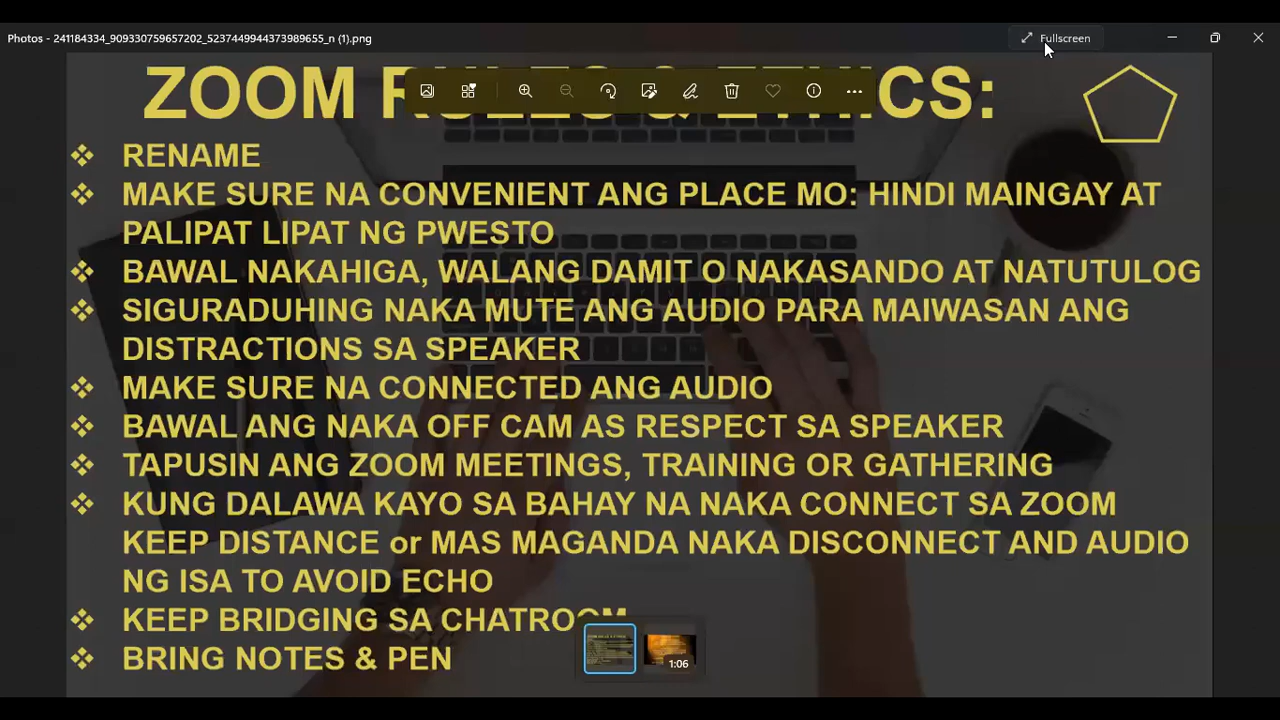 Photos - 241184334_909330759657202_5237449944373989655_n (1).png
Fullscreen
ZOOM RULES & ETHICS:
RENAME
MAKE SURE NA CONVENIENT ANG PLACE MO: HINDI MAINGAY AT
PALIPAT LIPAT NG PWESTO
BAWAL NAKAHIGA, WALANG DAMIT O NAKASANDO AT NATUTULOG
SIGURADUHING NAKA MUTE ANG AUDIO PARA MAIWASAN ANG
DISTRACTIONS SA SPEAKER
MAKE SURE NA CONNECTED ANG AUDIO
BAWAL ANG NAKA OFF CAM AS RESPECT SA SPEAKER
TAPUSIN ANG ZOOM MEETINGS, TRAINING OR GATHERING
KUNG DALAWA KAYO SA BAHAY NA NAKA CONNECT SA ZOOM
KEEP DISTANCE or MAS MAGANDA NAKA DISCONNECT AND AUDIO
NG ISA TO AVOID ECHO
KEEP BRIDGING SA CHATROOM
BRING NOTES & PEN
1:06